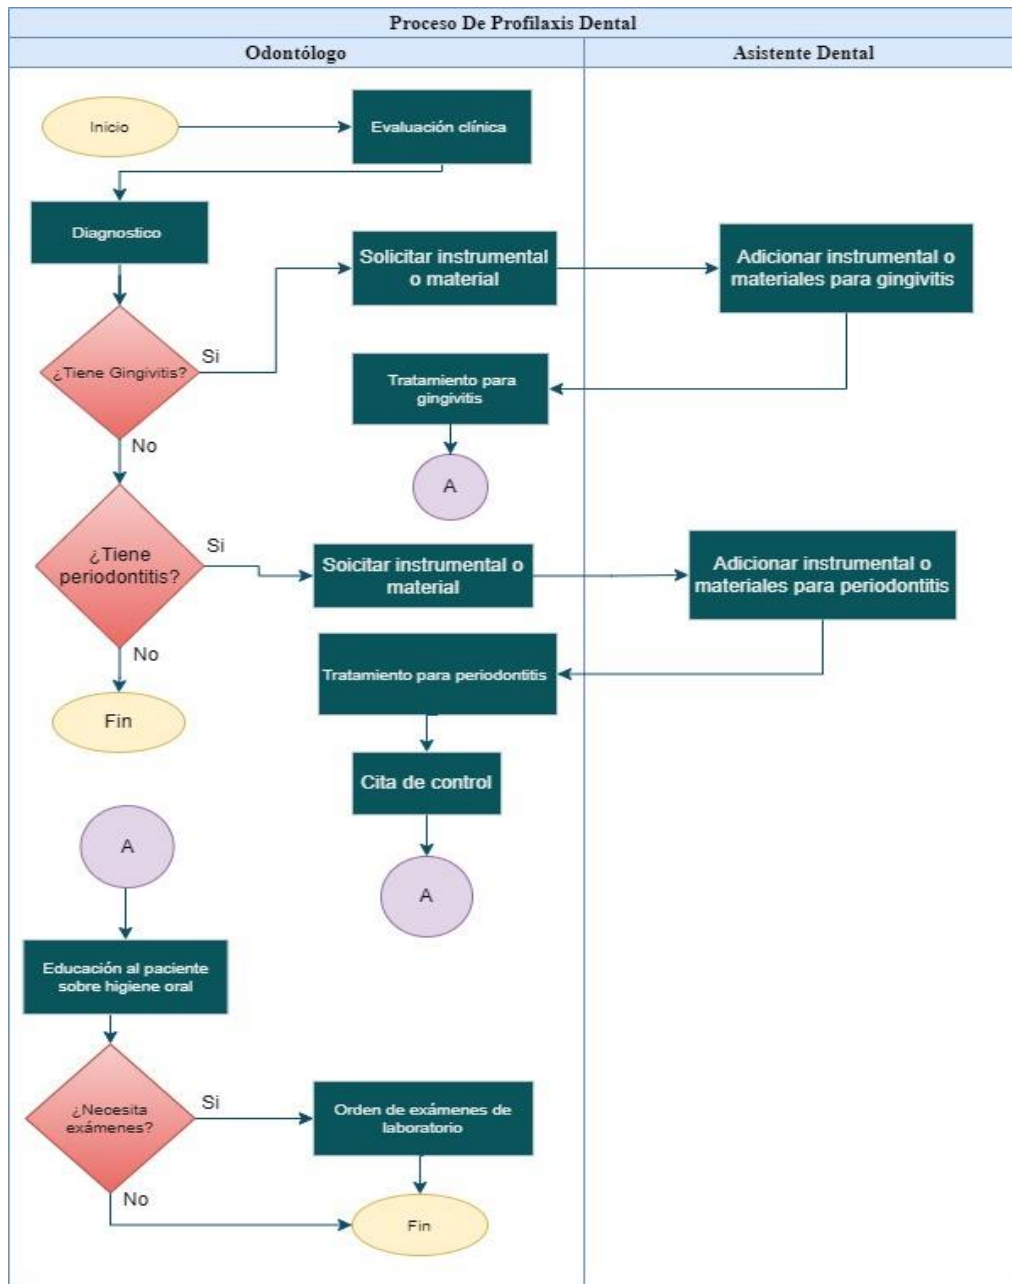 Proceso De Profilaxis Dental
Odontólogo
Asistente Dental
Inicio
Evaluación clínica
Diagnostico
Solicitar instrumental
o material
Adicionar instrumental o
materiales para gingivitis
Si
¿Tiene Gingivitis?
Tratamiento para
gingivitis
No
A
Si
¿Tiene
periodontitis?
Soicitar instrumental o
material
Adicionar instrumental o
materiales para periodontitis
No
Tratamiento para periodontitis
Fin
Cita de control
A
A
Educación al paciente
sobre higiene oral
Si
¿Necesita
exámenes?
Orden de exámenes de
laboratorio
No
Fin